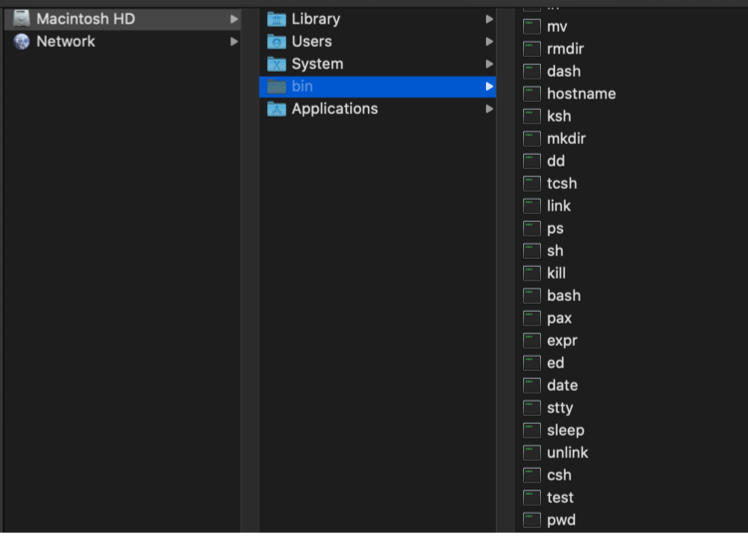 Macintosh HD
Network
Library
Users
System
bin
Applications
mv
rmdir
dash
hostname
ksh
mkdir
dd
tcsh
link
ps
sh
kill
bash
pax
expr
ed
date
stty
sleep
unlink
csh
test
pwd